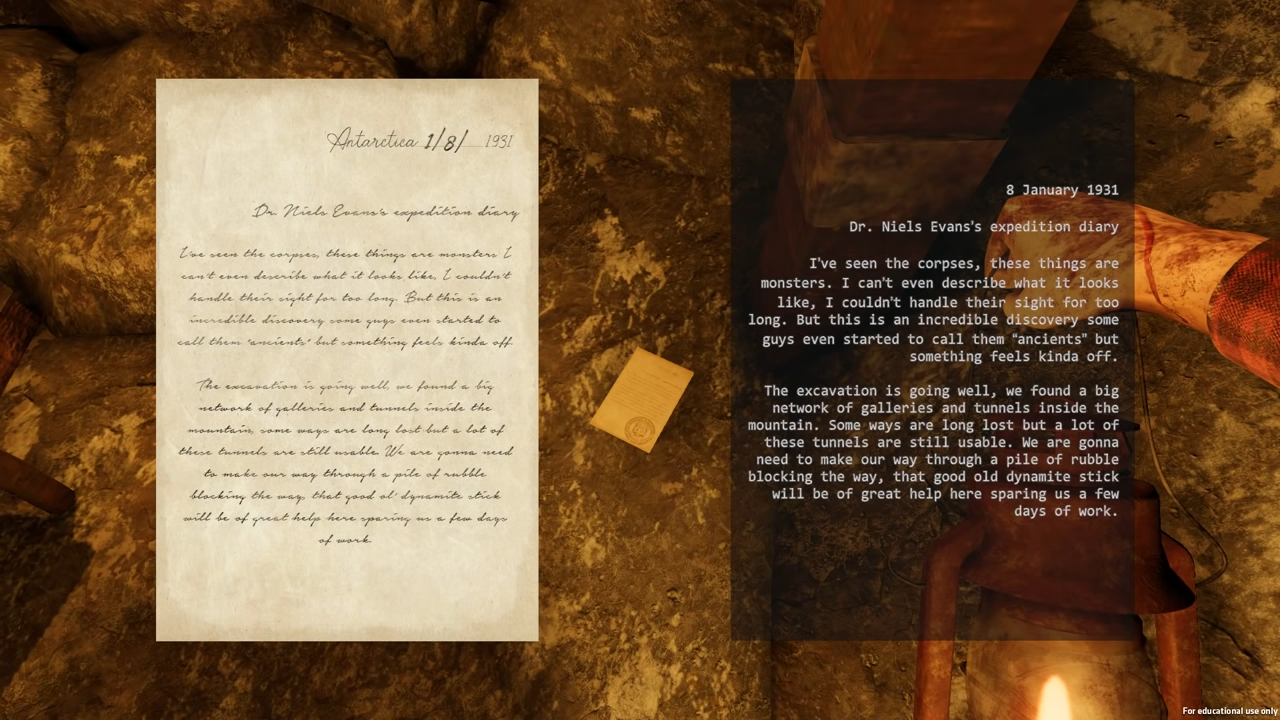 Antarctica 1/8/ 1931
Dr. Niels Evans's expedition diary
I've seen the corpses, these things are monsters I
can't even describe what it looks like, I couldn't
handle their sight for too long. But this is an
incredible discovery some guys even started to
call them "ancients" but something feels kinda off.
The excavation is going well, we found a big
network of galleries and tunnels inside the
mountain, some ways are long lost but a lot of
these tunnels are still usable. We are gonna need
to make our way through a pile of rubble
blocking the way, that good ol' dynamite stick
will be of great help here sparing us a few days
of work.
8 January 1931
Dr. Niels Evans's expedition diary
I've seen the corpses, these things are
monsters. I can't even describe what it looks
like, I couldn't handle their sight for too
long. But this is an incredible discovery some
guys even started to call them "ancients" but
something feels kinda off.
The excavation is going well, we found a big
network of galleries and tunnels inside the
mountain. Some ways are long lost but a lot of
these tunnels are still usable. We are gonna
need to make our way through a pile of rubble
blocking the way, that good old dynamite stick
will be of great help here sparing us a few
days of work.
For educational use only